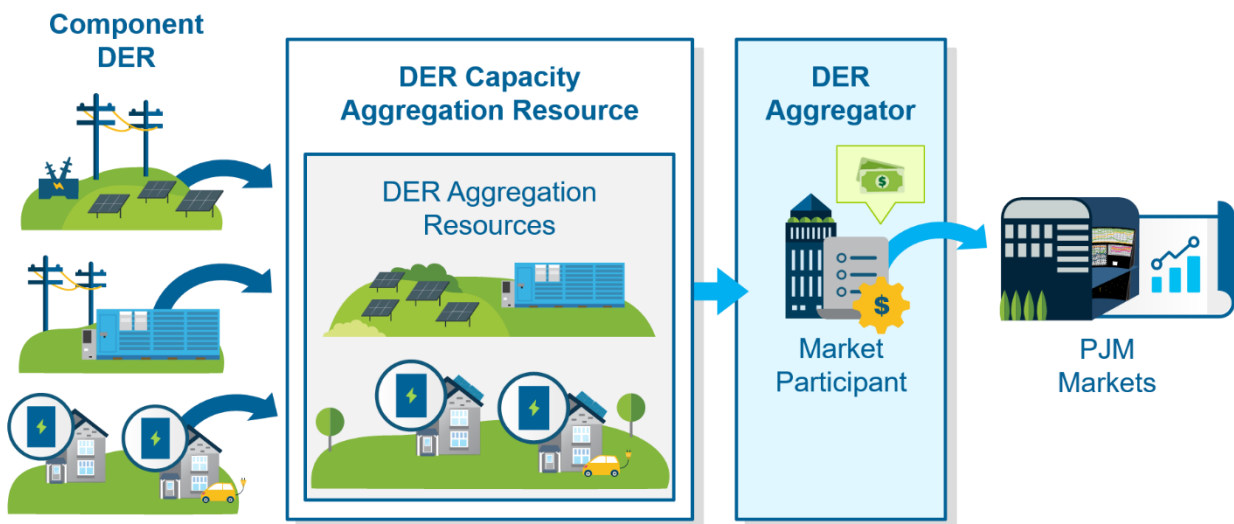 Component
DER
DER Capacity
Aggregation Resource
DER Aggregation
Resources
DER
Aggregator
$
$
Market
Participant
PJM
Markets